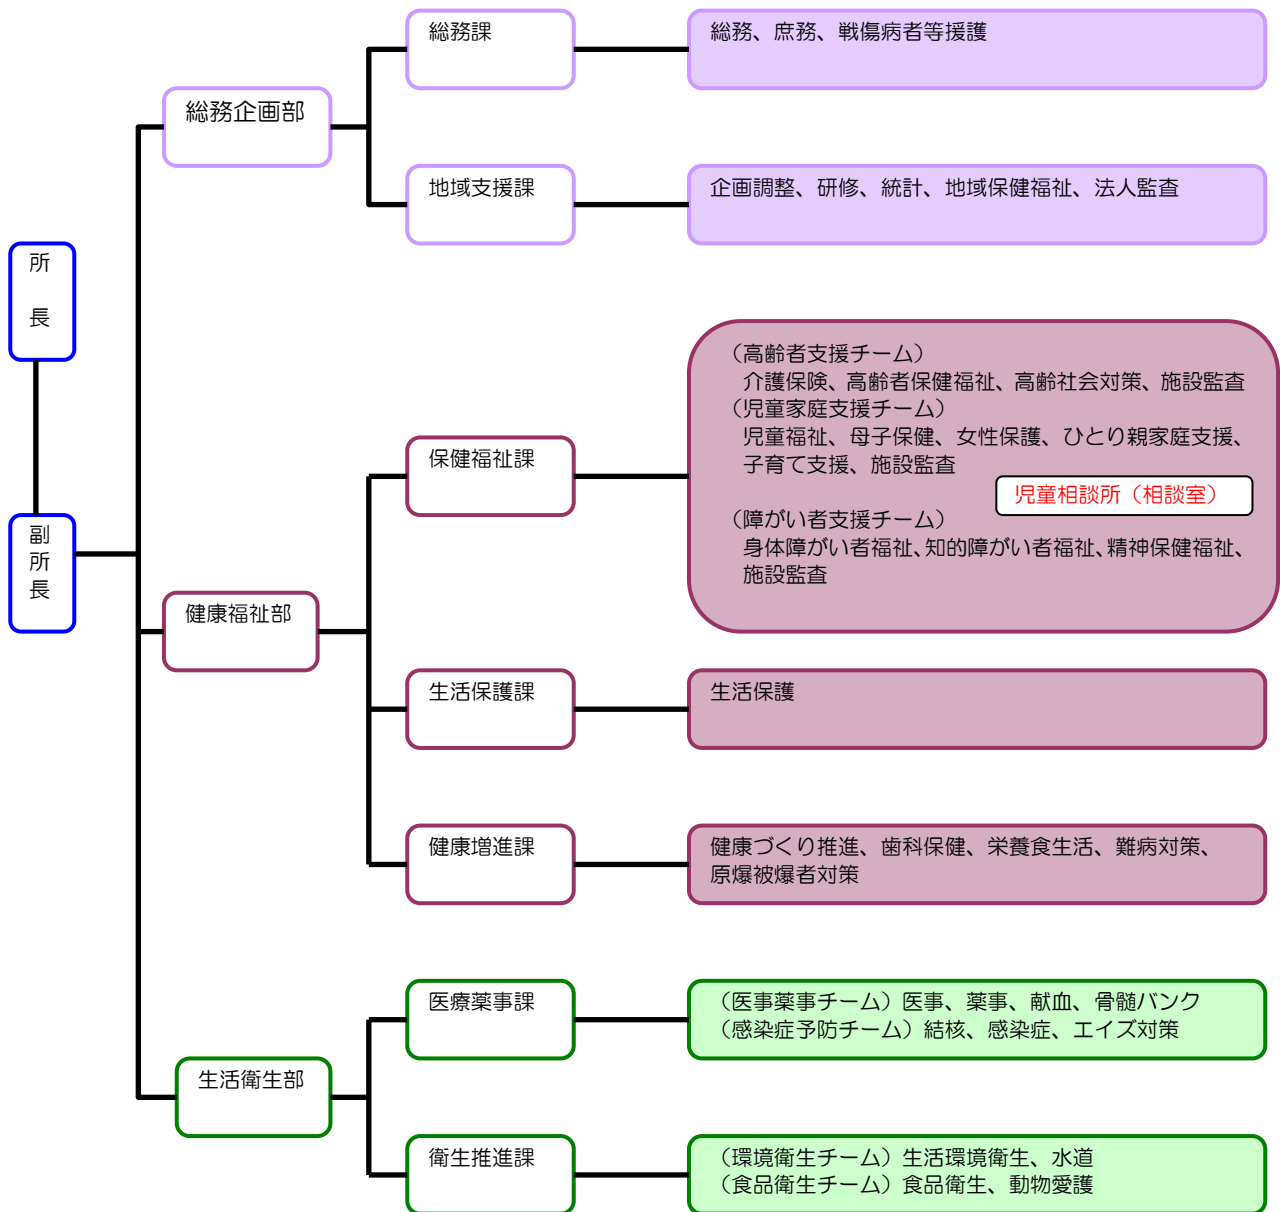 総務課
総務、庶務、戦傷病者等援護
総務企画部
地域支援課
企画調整、研修、統計、地域保健福祉、法人監査
所
長
副
所
長
健康福祉部
保健福祉課
（高齢者支援チーム）
介護保険、高齢者保健福祉、高齢社会対策、施設監査
（児童家庭支援チーム）
児童福祉、母子保健、女性保護、ひとり親家庭支援、
子育て支援、施設監査
児童相談所（相談室）
（障がい者支援チーム）
身体障がい者福祉、知的障がい者福祉、精神保健福祉、
施設監査
生活保護課
生活保護
健康増進課
健康づくり推進、歯科保健、栄養食生活、難病対策、
原爆被爆者対策
生活衛生部
医療薬事課
（医事薬事チーム）医事、薬事、献血、骨髄バンク
（感染症予防チーム）結核、感染症、エイズ対策
衛生推進課
（環境衛生チーム）生活環境衛生、水道
（食品衛生チーム）食品衛生、動物愛護